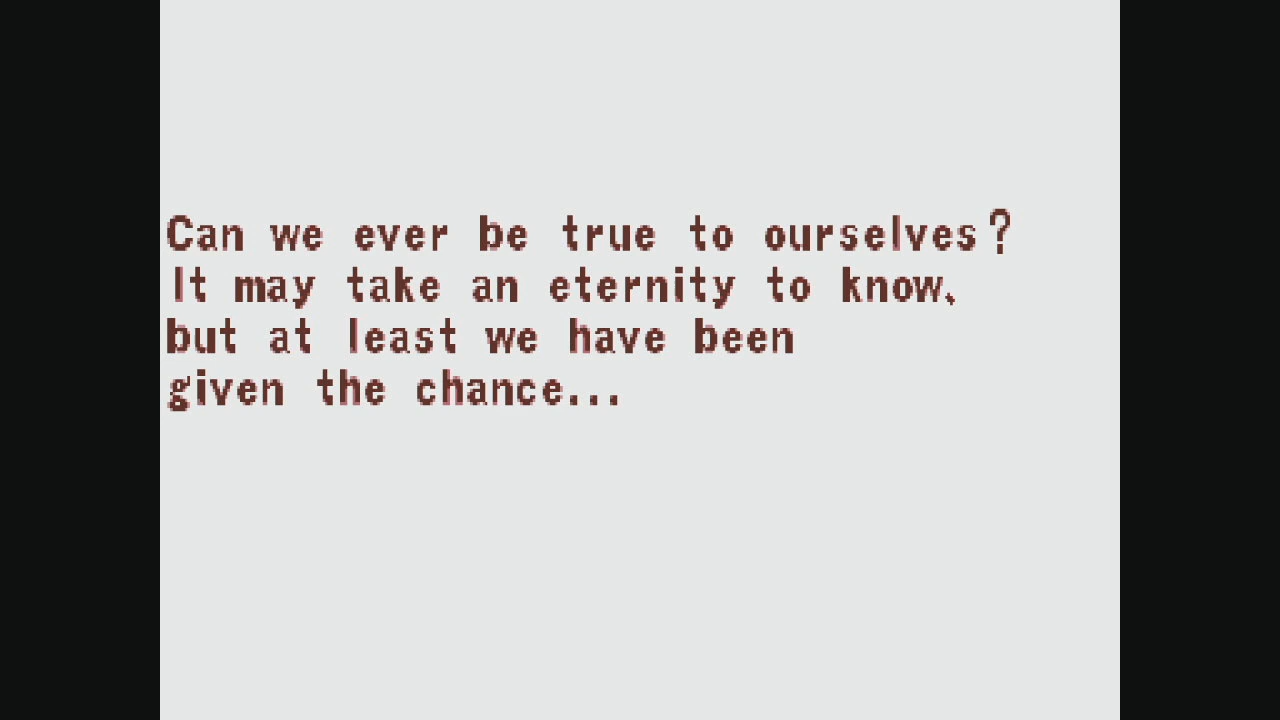 Can we ever be true to ourselves?
It may take an eternity to know,
but at least we have been
given the chance...